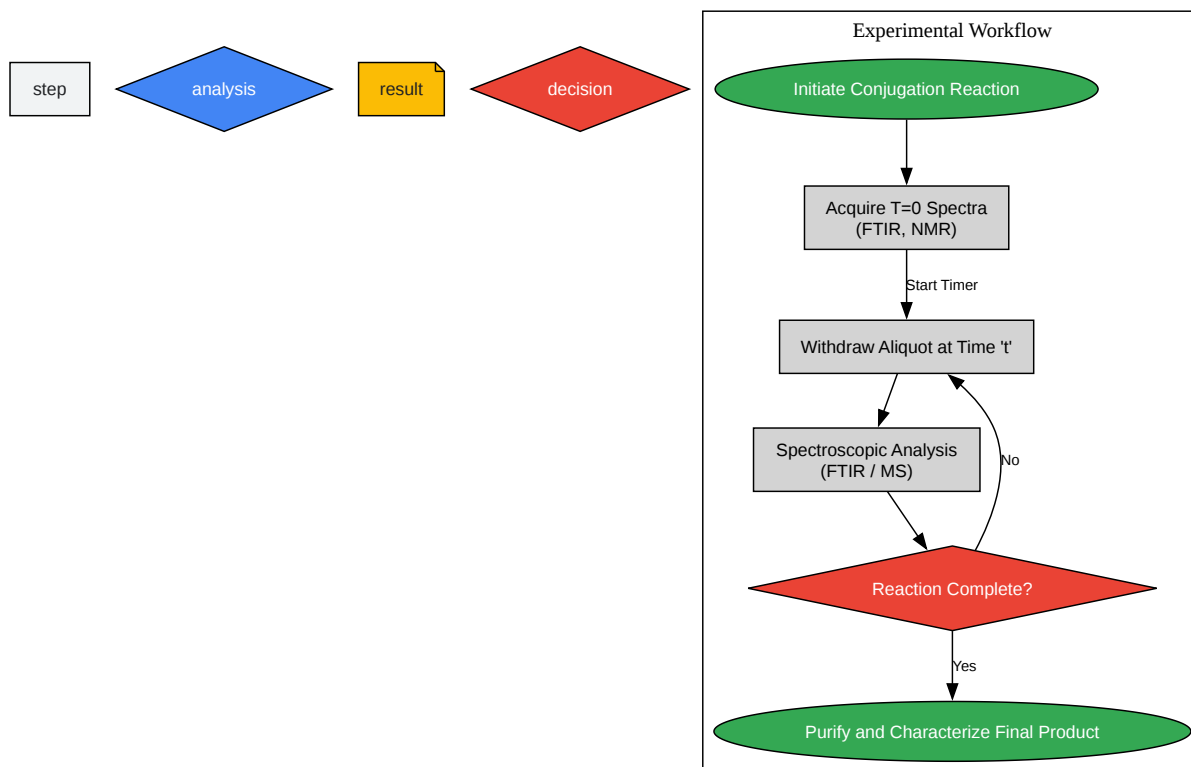 step
analysis
result
decision
Experimental Workflow
Initiate Conjugation Reaction
Acquire T=0 Spectra
(FTIR, NMR)
Start Timer
Withdraw Aliquot at Time 't'
Spectroscopic Analysis
(FTIR / MS)
No
Reaction Complete?
Yes
Purify and Characterize Final Product